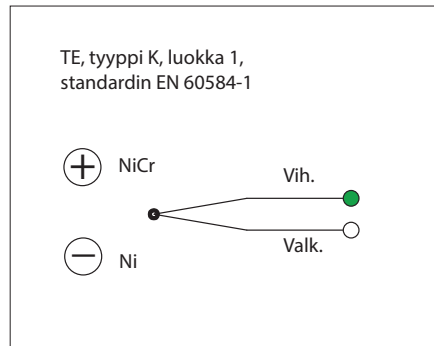 TE, tyyppi K, luokka 1,
standardin EN 60584-1
NiCr
Vih.
Valk.
Ni